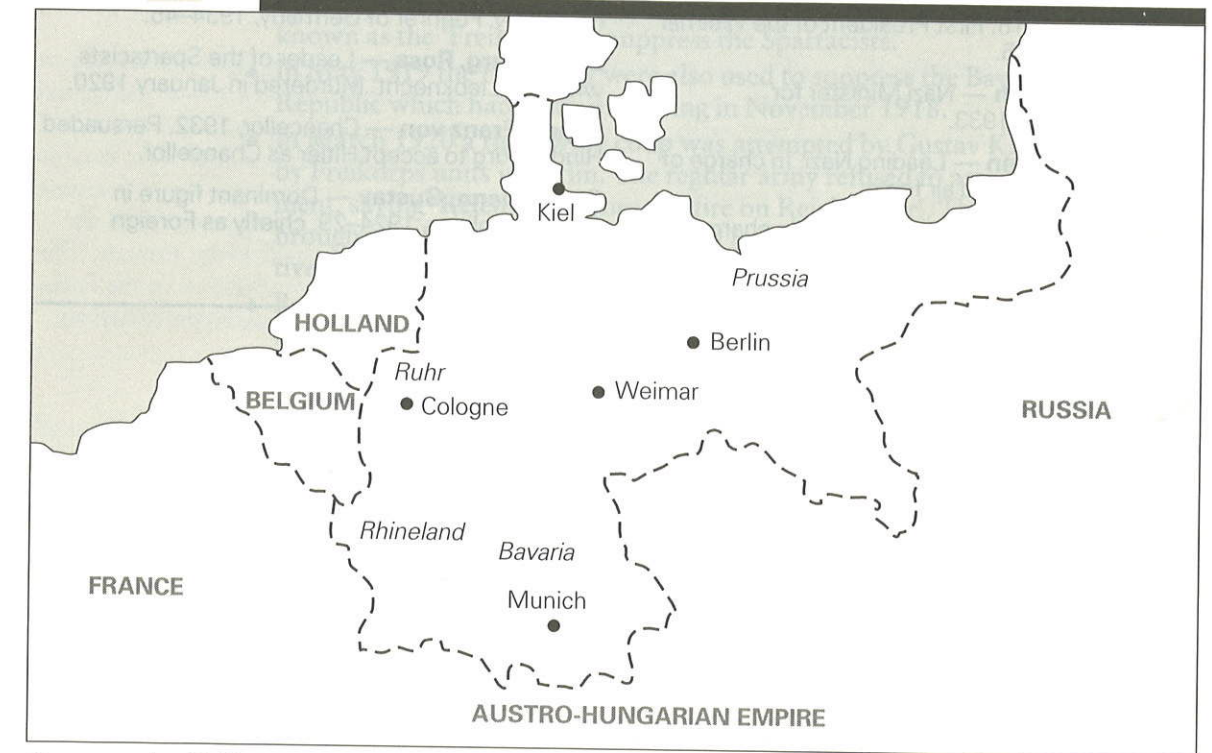 Kiel
Prussia
HOLLAND
Berlin
Ruhr
Weimar
BELGIUM
Cologne
RUSSIA
Rhineland
Bavaria
FRANCE
Munich
AUSTRO-HUNGARIAN EMPIRE